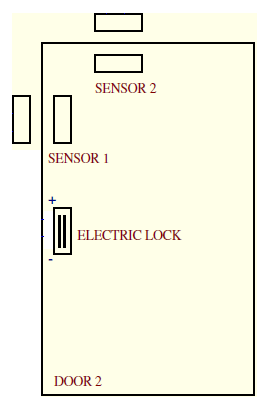 SENSOR 2
SENSOR 1
+
ELECTRIC LOCK
-
DOOR 2